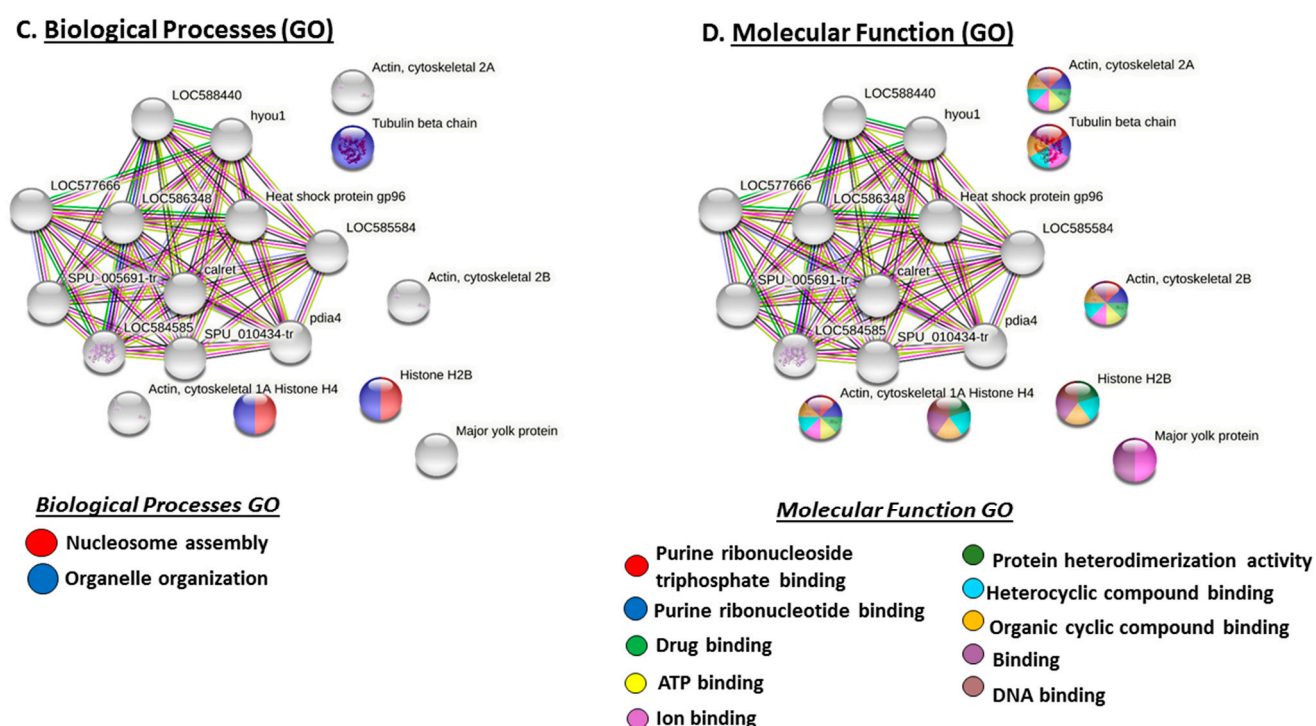 C. Biological Processes (GO)
Actin, cytoskeletal 2A
LOC588440
hyou1
Tubulin beta chain
LOC577666
LOC586348
Heat shock protein gp96
LOC585584
SPU_005691-tr
calret
Actin, cytoskeletal 2B
LOC584585
SPU_010434-tr
pdia4
Actin, cytoskeletal 1A
Histone H4
Histone H2B
Major yolk protein
Biological Processes GO
Nucleosome assembly
Organelle organization
D. Molecular Function (GO)
Actin, cytoskeletal 2A
LOC588440
hyou1
Tubulin beta chain
LOC577666
LOC586348
Heat shock protein gp96
LOC585584
SPU_005691-tr
calret
Actin, cytoskeletal 2B
LOC584585
SPU_010434-tr
pdia4
Actin, cytoskeletal 1A
Histone H4
Histone H2B
Major yolk protein
Molecular Function GO
Purine ribonucleoside
triphosphate binding
Purine ribonucleotide binding
Drug binding
ATP binding
Ion binding
Protein heterodimerization activity
Heterocyclic compound binding
Organic cyclic compound binding
Binding
DNA binding